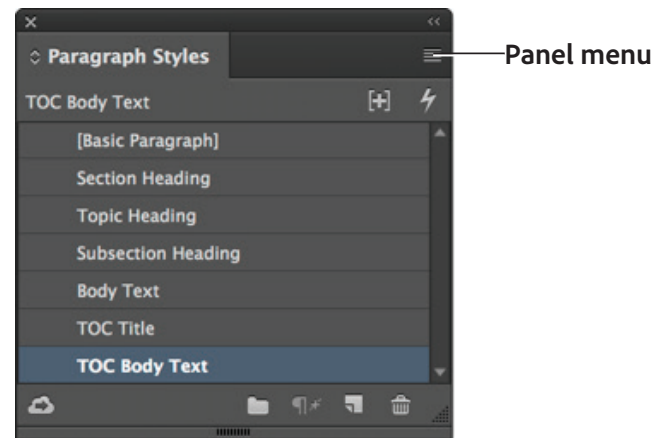 Paragraph Styles
Panel menu
TOC Body Text
[Basic Paragraph]
Section Heading
Topic Heading
Subsection Heading
Body Text
TOC Title
TOC Body Text